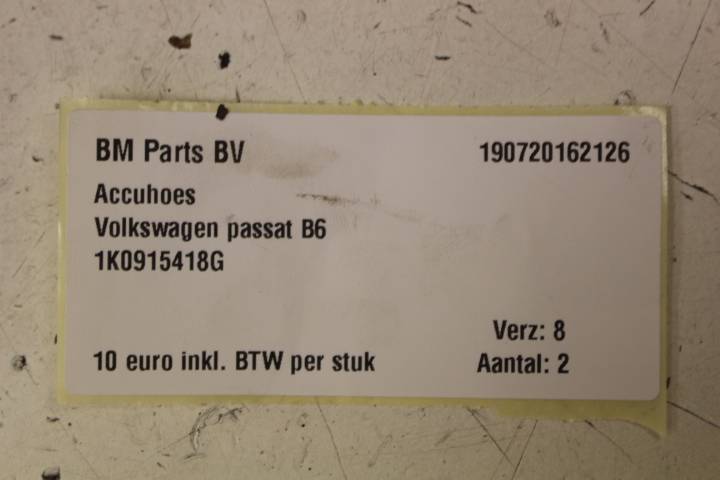 BM Parts BV 190720162126
Accuhoes
Volkswagen passat B6
1K0915418G
Verz: 8
10 euro inkl. BTW per stuk Aantal: 2